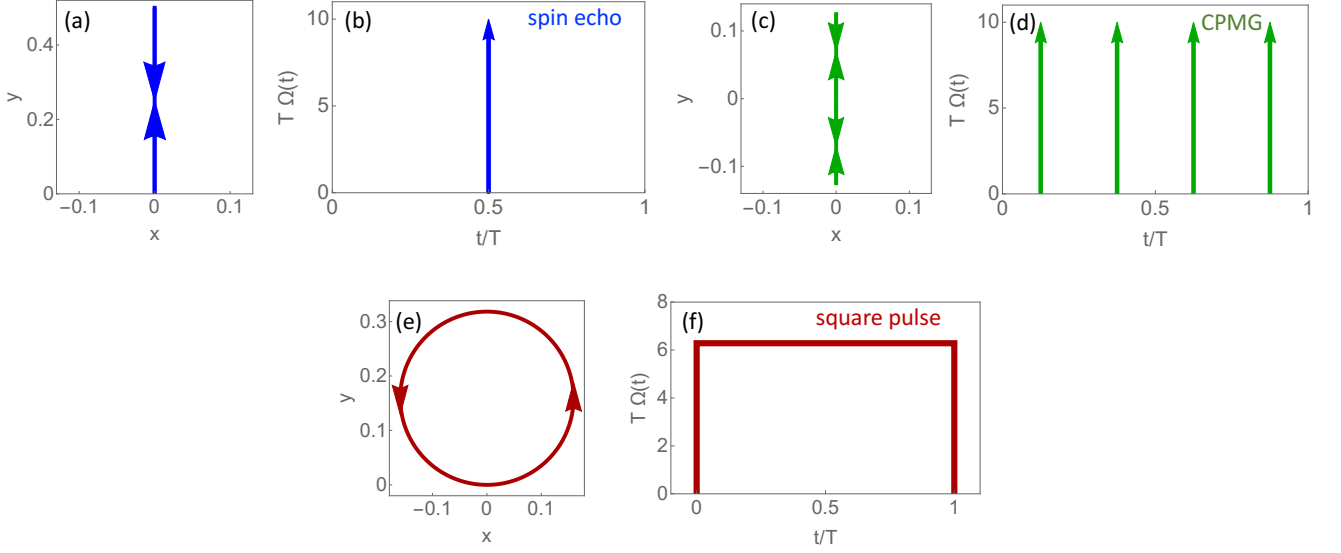 (a)
0.4
0.2
0
y
−0.1
0
0.1
x
(b)
spin echo
10
5
0
T Ω(t)
0
0.5
1
t/T
(c)
0.1
0
−0.1
y
−0.1
0
0.1
x
(d)
CPMG
10
5
0
T Ω(t)
0
0.5
1
t/T
(e)
0.3
0.2
0.1
0
y
−0.1
0
0.1
x
(f)
square pulse
8
6
4
2
0
T Ω(t)
0
0.5
1
t/T